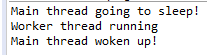 Main thread going to sleep!
Worker thread running
Main thread woken up!